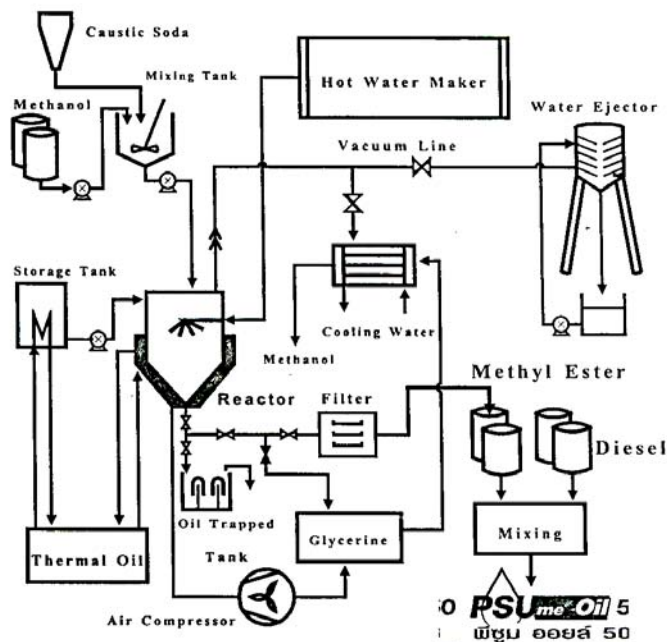 Caustic Soda
Mixing Tank
Methanol
Hot Water Maker
Water Ejector
Vacuum Line
Storage Tank
Cooling Water
Methanol
Reactor
Filter
Methyl Ester
Diesel
Oil Trapped
Tank
Thermal Oil
Glycerine
Mixing
Air Compressor
50 PSU me-Oil 5
พีซูม ออยล์ 50